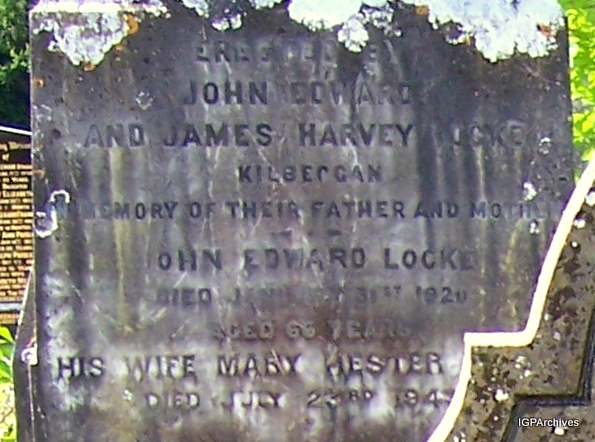 ERECTED BY
JOHN EDWARD
AND JAMES HARVEY LOCKE
KILBEGGAN
IN MEMORY OF THEIR FATHER AND MOTHER
JOHN EDWARD LOCKE
DIED JANUARY 31ST 1920
AGED 66 YEARS
HIS WIFE MARY HESTER
DIED JULY 23RD
IGPArchives